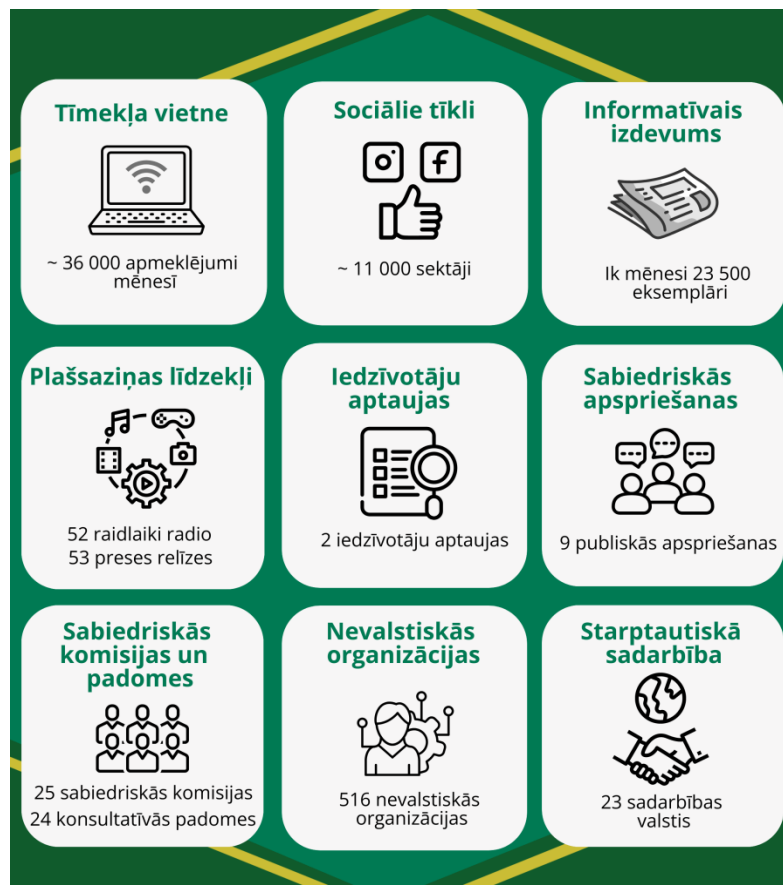 Tīmekļa vietne
~ 36 000 apmeklējumi
mēnesī
Sociālie tīkli
~ 11 000 sektāji
Informatīvais
izdevums
Ik mēnesi 23 500
eksemplāri
Plašsaziņas līdzekļi
52 raidlaiki radio
53 preses relīzes
Iedzīvotāju
aptaujas
2 iedzīvotāju aptaujas
Sabiedriskās
apspriešanas
9 publiskās apspriešanas
Sabiedriskās
komisijas un
padomes
25 sabiedriskās komisijas
24 konsultatīvās padomes
Nevalstiskās
organizācijas
516 nevalstiskās
organizācijas
Starptautiskā
sadarbība
23 sadarbības
valstis